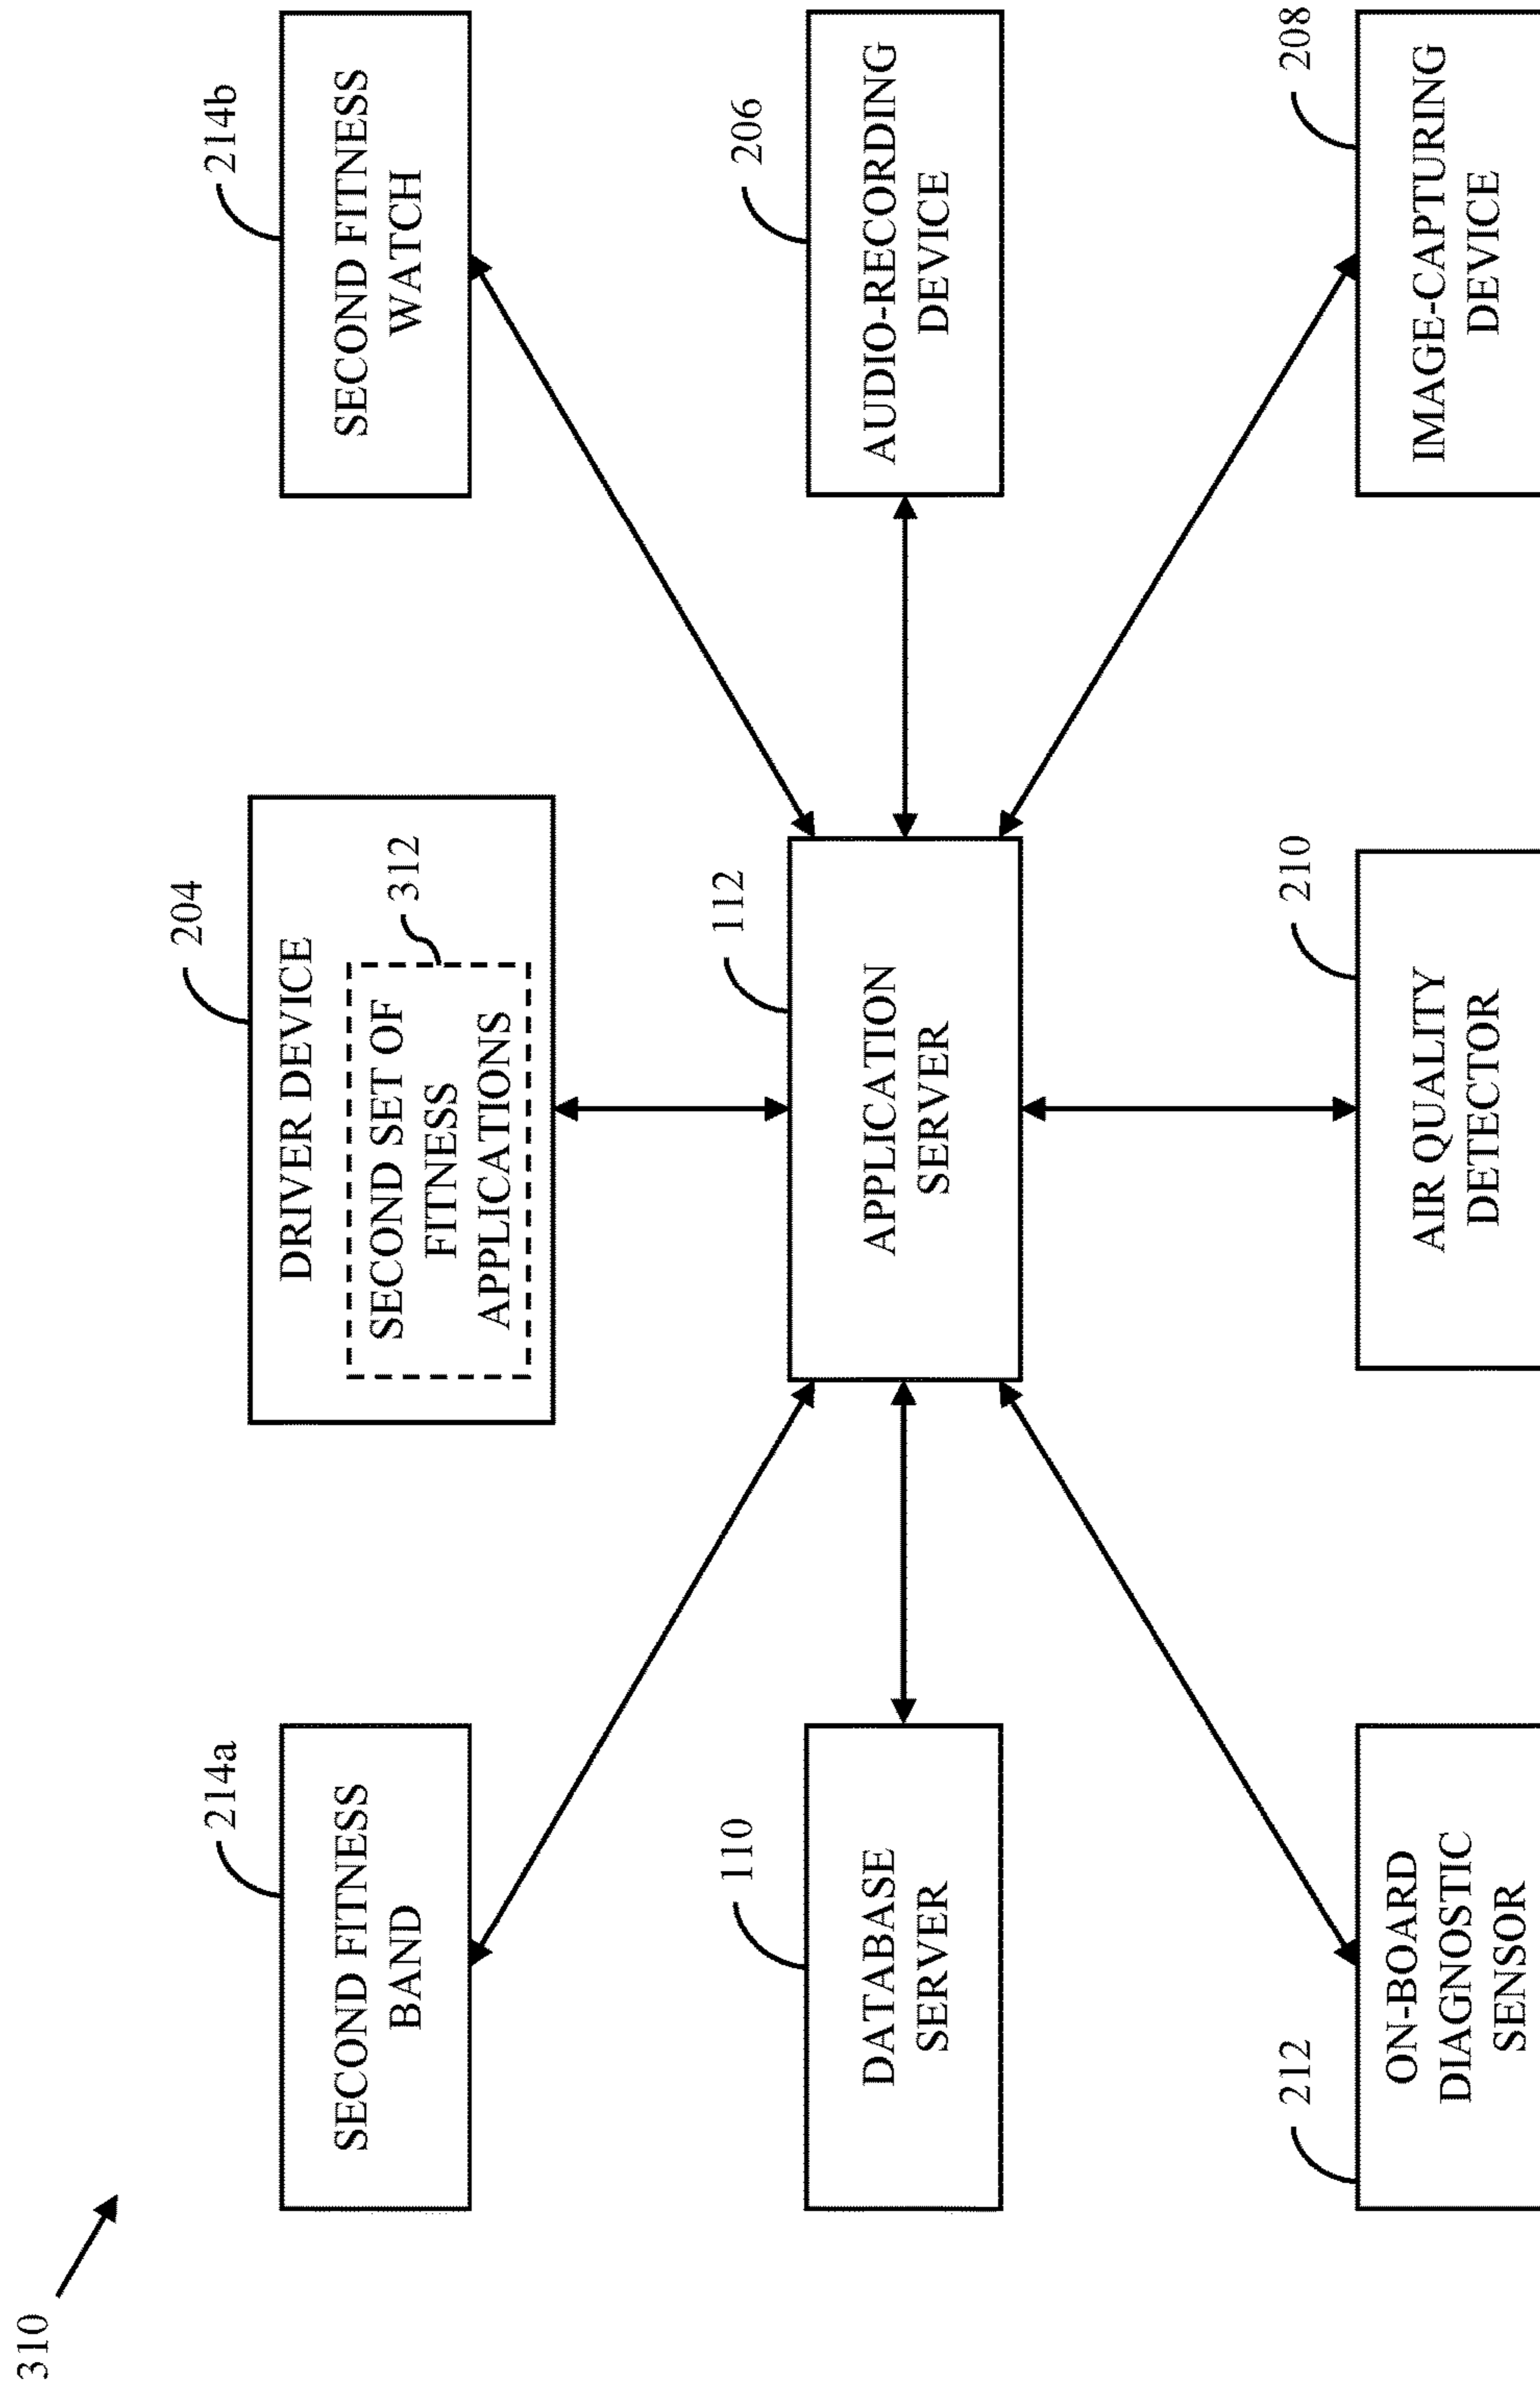 310
214a
SECOND FITNESS
BAND
204
DRIVER DEVICE
SECOND SET OF
FITNESS
APPLICATIONS
312
214b
SECOND FITNESS
WATCH
110
DATABASE
SERVER
112
APPLICATION
SERVER
206
AUDIO-RECORDING
DEVICE
212
ON-BOARD
DIAGNOSTIC
SENSOR
210
AIR QUALITY
DETECTOR
208
IMAGE-CAPTURING
DEVICE